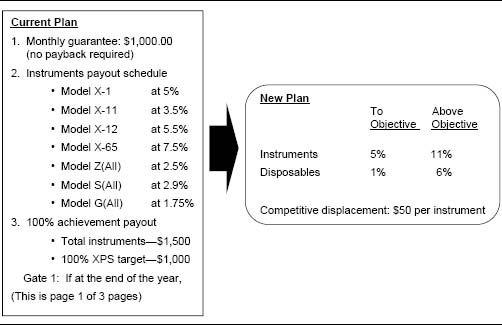 Current Plan
1. Monthly guarantee: $1,000.00
(no payback required)
2. Instruments payout schedule
• Model X-1 at 5%
• Model X-11 at 3.5%
• Model X-12 at 5.5%
• Model X-65 at 7.5%
• Model Z(All) at 2.5%
• Model S(All) at 2.9%
• Model G(All) at 1.75%
3. 100% achievement payout
• Total instruments—$1,500
• 100% XPS target—$1,000
Gate 1: If at the end of the year,
(This is page 1 of 3 pages)
New Plan
To Above
Objective Objective
Instruments 5% 11%
Disposables 1% 6%
Competitive displacement: $50 per instrument